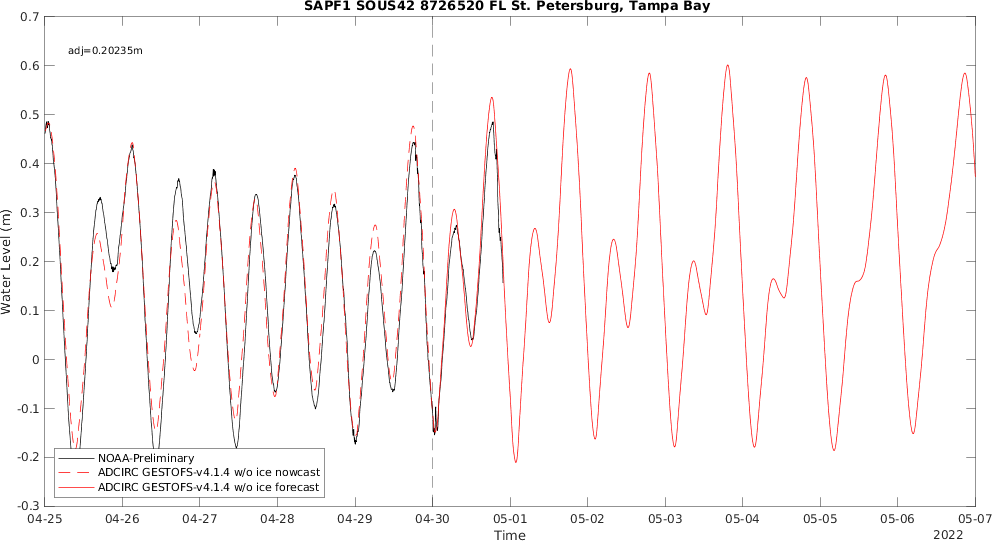 SAPF1 SOUS42 8726520 FL St. Petersburg, Tampa Bay
0.7
0.6
0.5
0.4
0.3
0.2
0.1
0
-0.1
-0.2
-0.3
Water Level (m)
adj=0.20235m
NOAA-Preliminary
ADCIRC GESTOFS-v4.1.4 w/o ice nowcast
ADCIRC GESTOFS-v4.1.4 w/o ice forecast
04-25 04-26 04-27 04-28 04-29 04-30 05-01 05-02 05-03 05-04 05-05 05-06 05-07
Time
2022